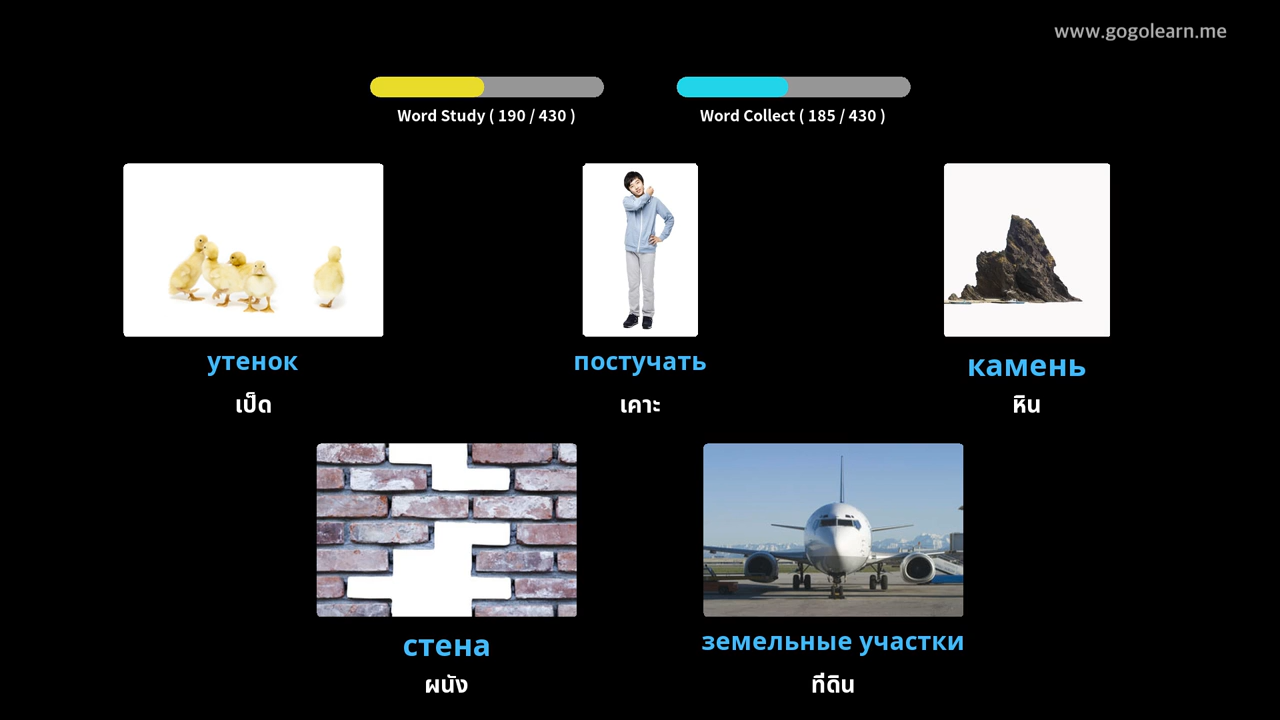 www.gogolearn.me
Word Study ( 190 / 430 )
Word Collect ( 185 / 430 )
утенок
постучать
камень
เป็ด
เคาะ
หิน
стена
земельные участки
ผนัง
ที่ดิน